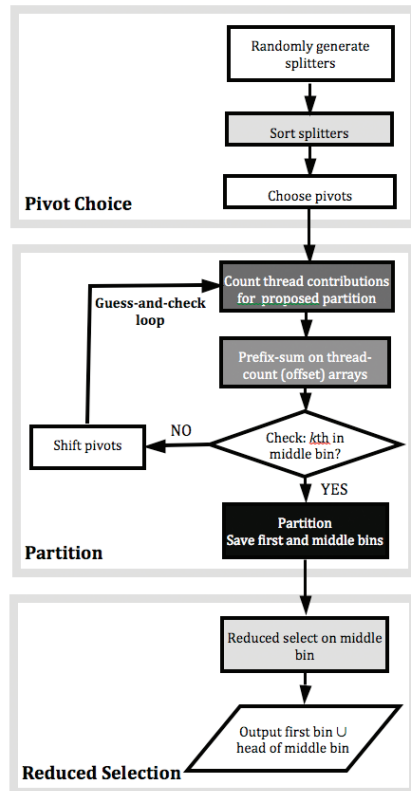 Randomly generate
splitters
Sort splitters
Choose pivots
Pivot Choice
Count thread contributions
for proposed partition
Guess-and-check
loop
Prefix-sum on thread-
count (offset) arrays
Check: kth in
middle bin?
NO
Shift pivots
YES
Partition
Save first and middle bins
Partition
Reduced select on middle
bin
Output first bin ∪
head of middle bin
Reduced Selection